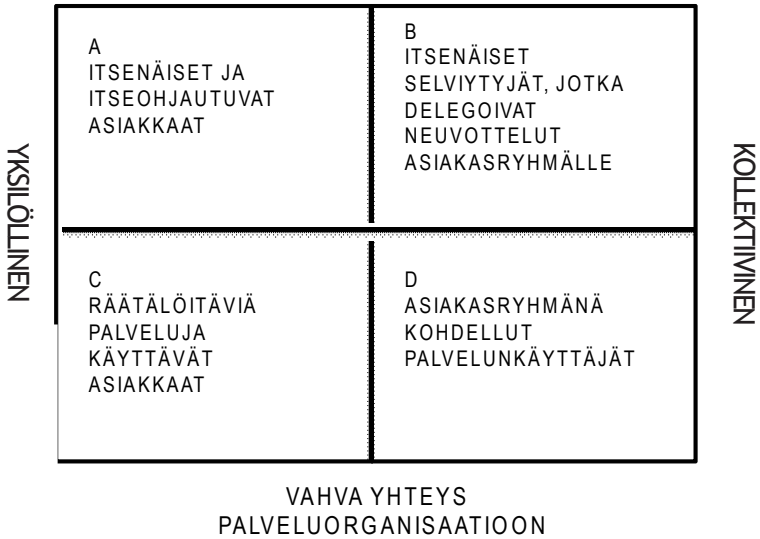 A
ITSENÄISET JA
ITSEOHJAUTUVAT
ASIAKKAAT
B
ITSENÄISET
SELVIYTYJÄT, JOTKA
DELEGOIVAT
NEUVOTTELUT
ASIAKASRYHMÄLLE
YKSILÖLLINEN
KOLLEKTIIVINEN
C
RÄÄTÄLÖITÄVIÄ
PALVELUJA
KÄYTTÄVÄT
ASIAKKAAT
D
ASIAKASRYHMÄNÄ
KOHDELLUT
PALVELUNKÄYTTÄJÄT
VAHVA YHTEYS
PALVELUORGANISAATIOON